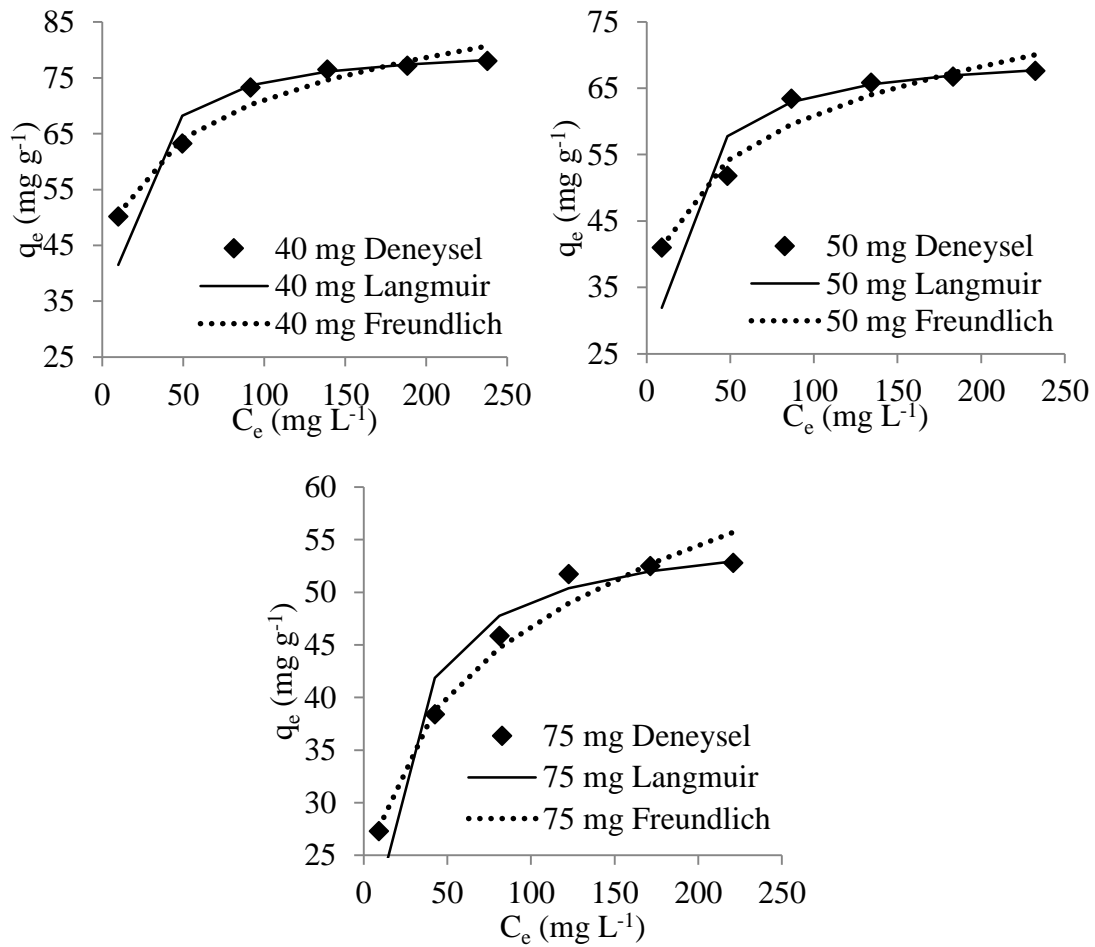 85
75
65
55
45
35
25
qe (mg g-1)
40 mg Deneysel
40 mg Langmuir
40 mg Freundlich
0 50 100 150 200 250
Ce (mg L-1)
75
65
55
45
35
25
qe (mg g-1)
50 mg Deneysel
50 mg Langmuir
50 mg Freundlich
0 50 100 150 200 250
Ce (mg L-1)
60
55
50
45
40
35
30
25
qe (mg g-1)
75 mg Deneysel
75 mg Langmuir
75 mg Freundlich
0 50 100 150 200 250
Ce (mg L-1)